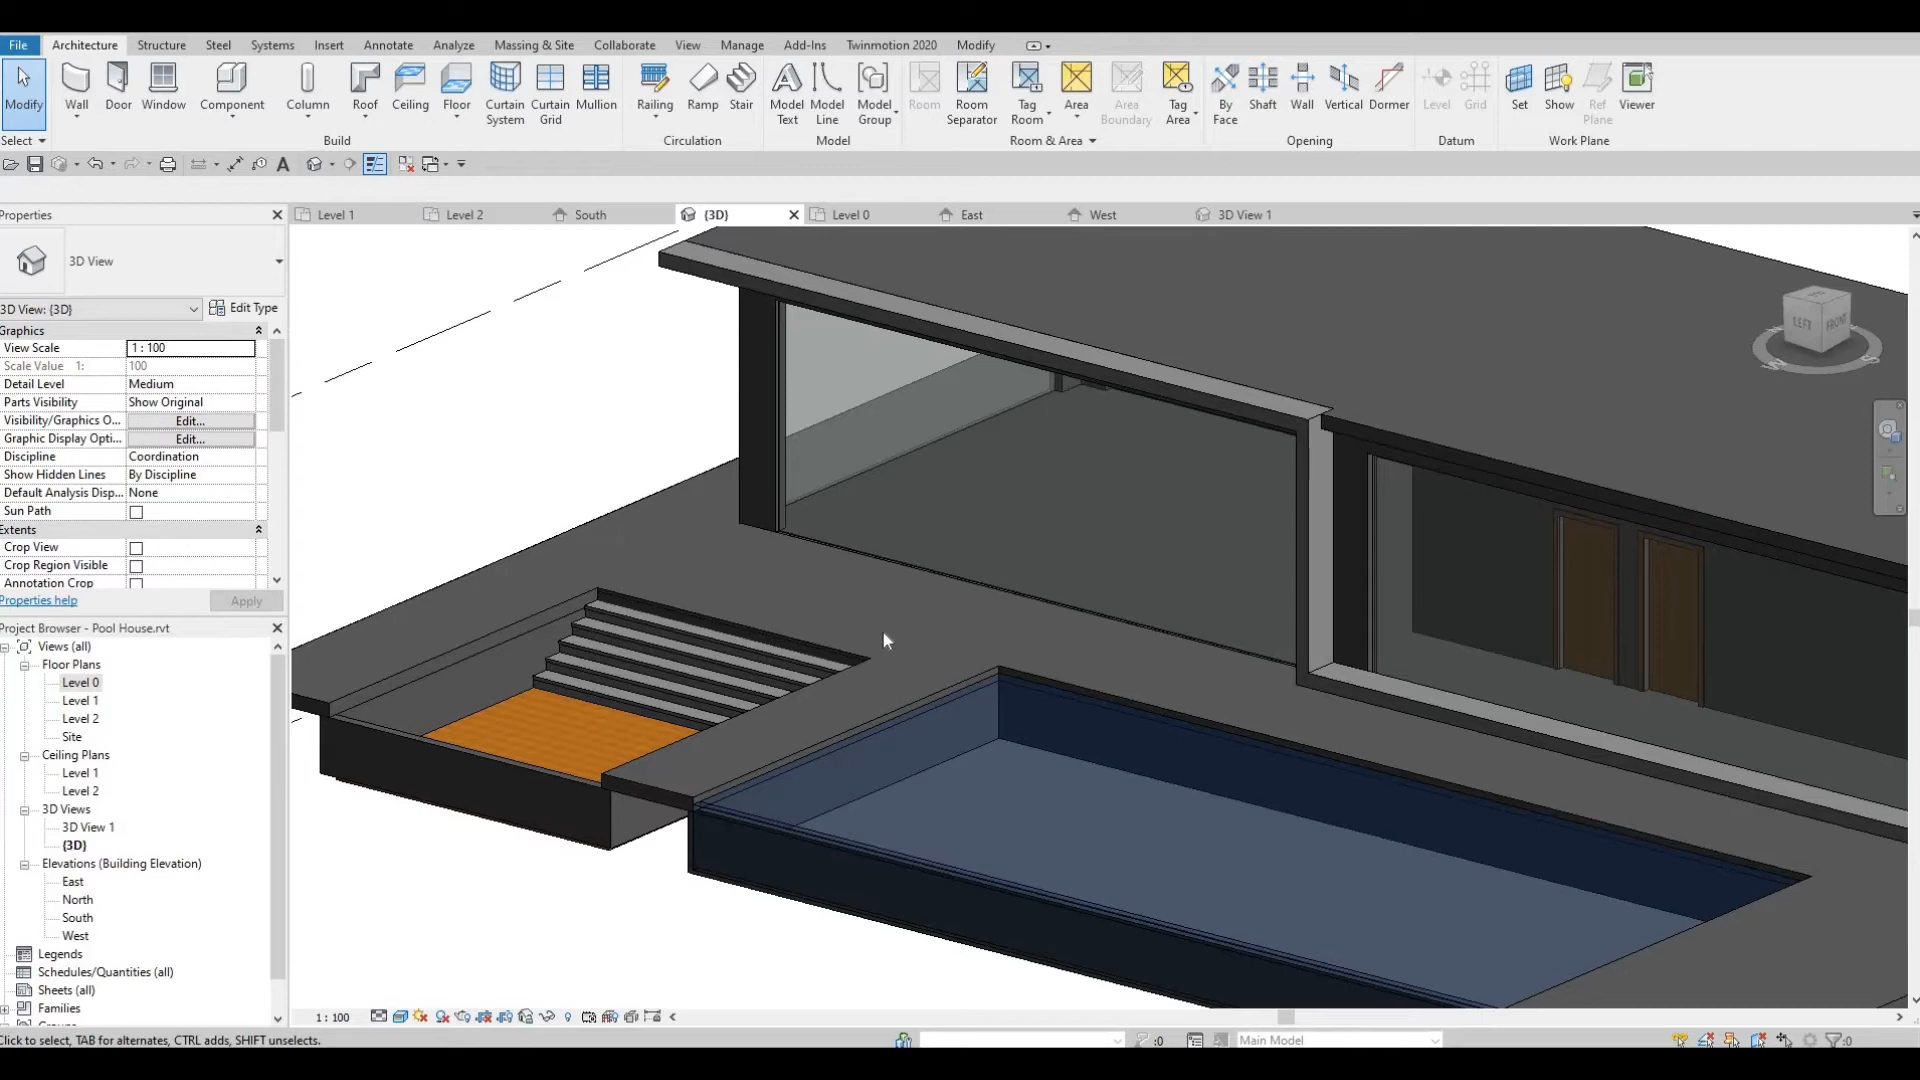 File Architecture Structure Steel Systems Insert Annotate Analyze Massing & Site Collaborate View Manage Add-Ins Twinmotion 2020 Modify
Modify Wall Door Window Component Column Roof Ceiling Floor Curtain System Curtain Grid Mullion Railing Ramp Stair Model Text Model Line Model Group Room Room Separator Tag Room Area Area Boundary Tag Area By Face Shaft Wall Vertical Dormer Level Grid Set Show Ref Plane Viewer
Select Build Circulation Model Room & Area Opening Datum Work Plane
Properties
Level 1 Level 2 South {3D} Level 0 East West 3D View 1
3D View
3D View: {3D} Edit Type
Graphics
View Scale 1 : 100
Scale Value 1: 100
Detail Level Medium
Parts Visibility Show Original
Visibility/Graphics O... Edit...
Graphic Display Opti... Edit...
Discipline Coordination
Show Hidden Lines By Discipline
Default Analysis Disp... None
Sun Path
Extents
Crop View
Crop Region Visible
Annotation Crop
Properties help Apply
Project Browser - Pool House.rvt
Views (all)
Floor Plans
Level 0
Level 1
Level 2
Site
Ceiling Plans
Level 1
Level 2
3D Views
3D View 1
{3D}
Elevations (Building Elevation)
East
North
South
West
Legends
Schedules/Quantities (all)
Sheets (all)
Families
LEFT FRONT
1 : 100
Click to select, TAB for alternates, CTRL adds, SHIFT unselects.
:0 Main Model :0